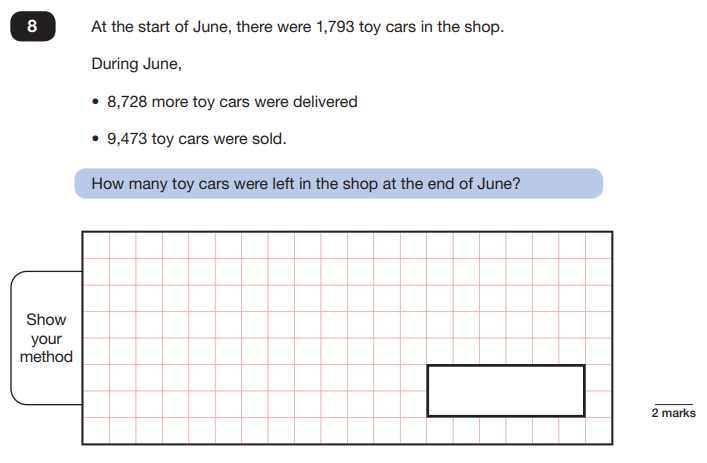 8
At the start of June, there were 1,793 toy cars in the shop.
During June,
• 8,728 more toy cars were delivered
• 9,473 toy cars were sold.
How many toy cars were left in the shop at the end of June?
Show
your
method
2 marks